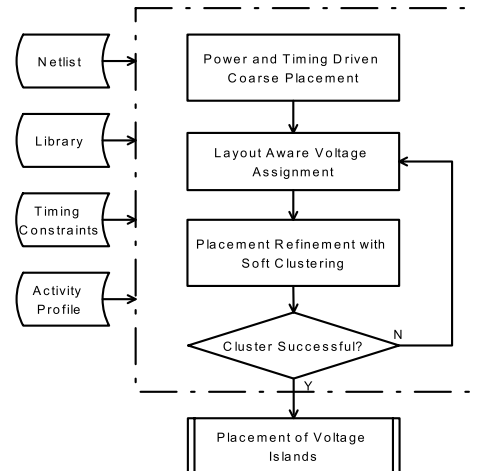 Netlist
Library
Timing
Constraints
Activity
Profile
Power and Timing Driven
Coarse Placement
Layout Aware Voltage
Assignment
Placement Refinement with
Soft Clustering
Cluster Successful?
N
Y
Placement of Voltage
Islands